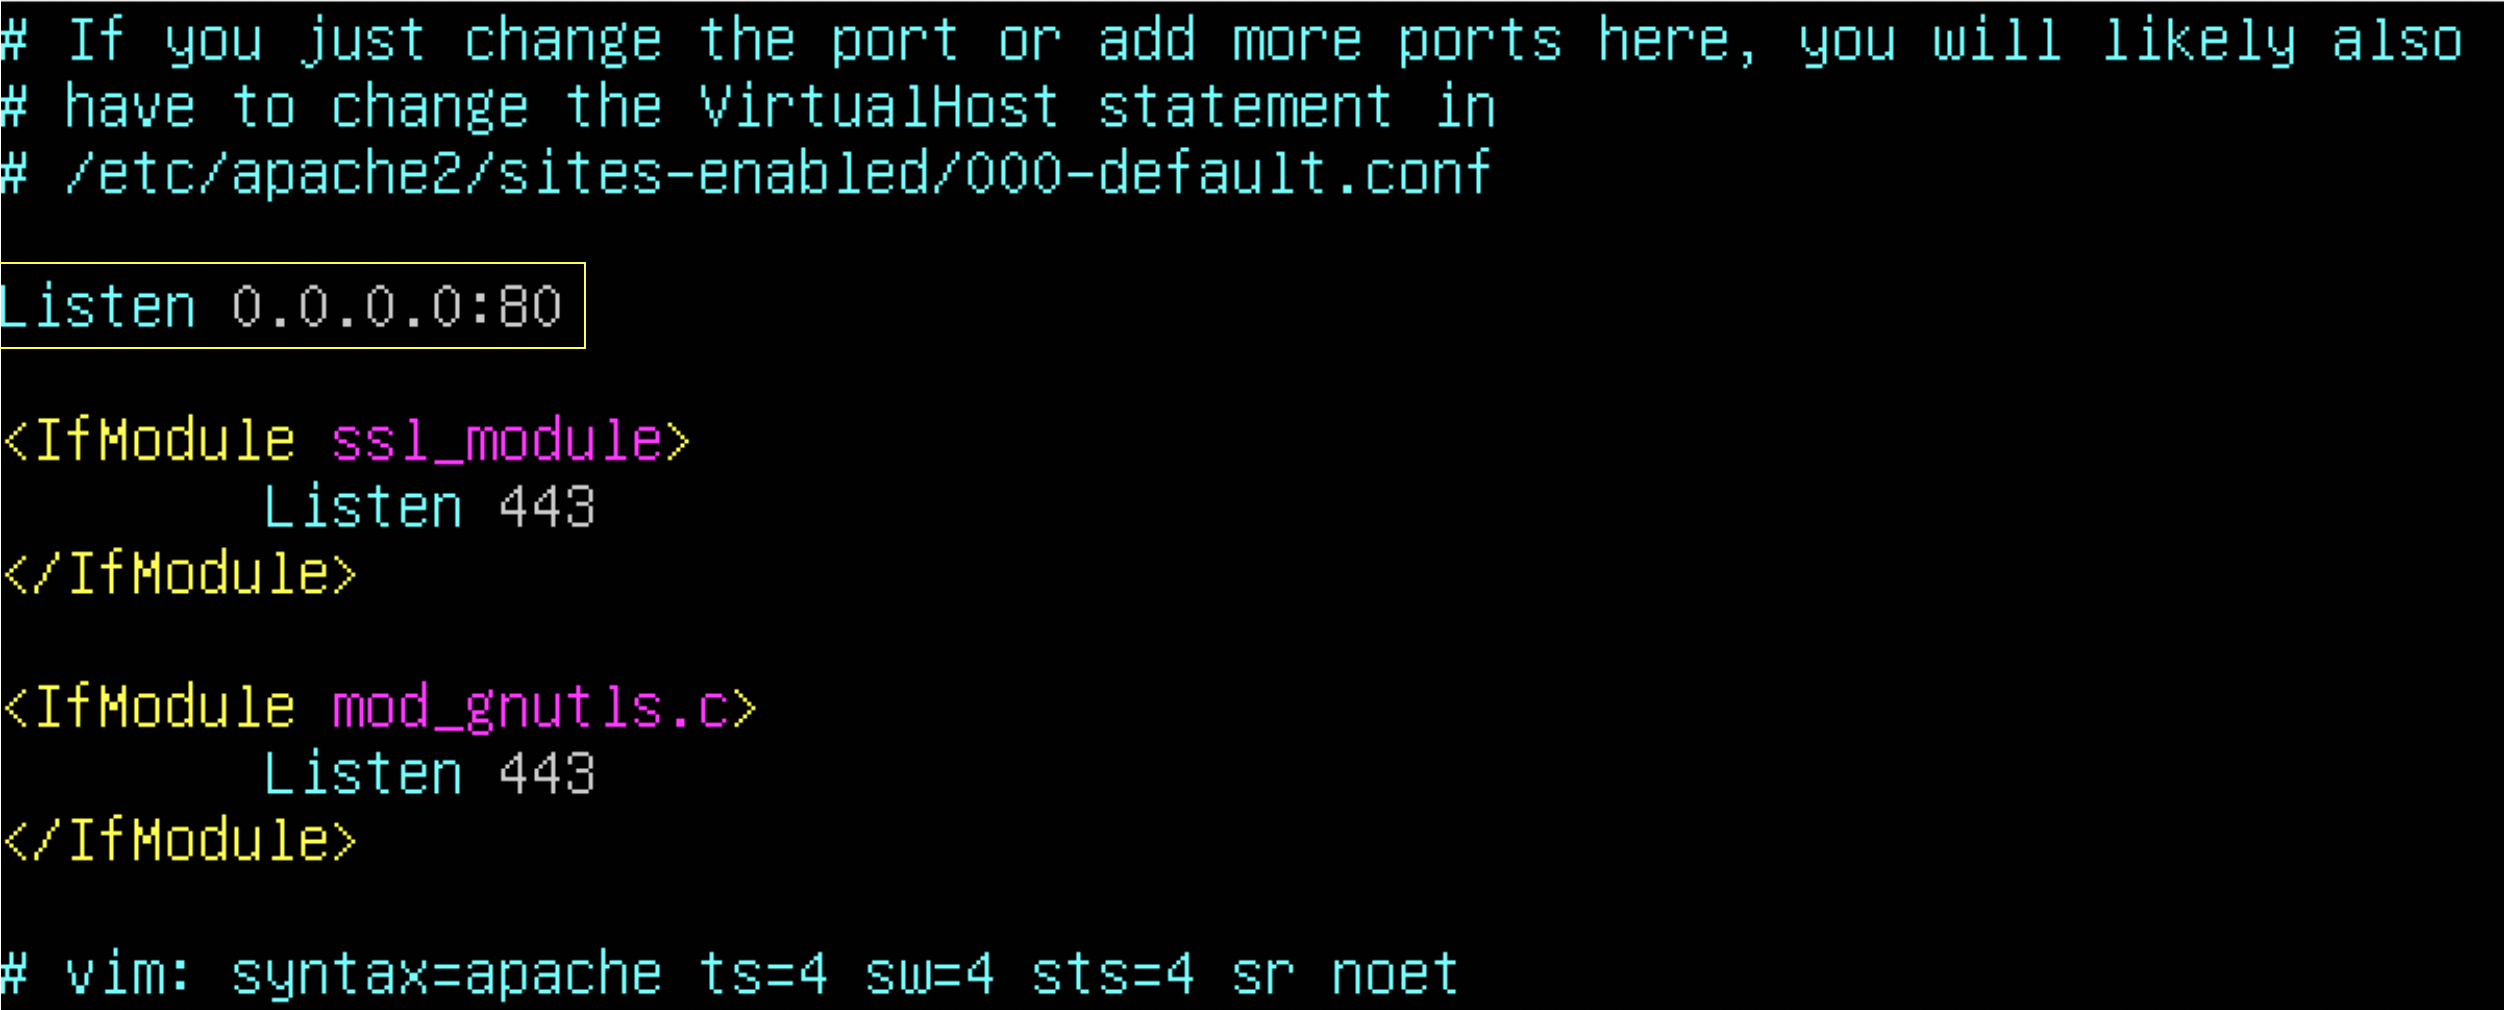 # If you just change the port or add more ports here, you will likely also
# have to change the VirtualHost statement in
# /etc/apache2/sites-enabled/000-default.conf
Listen 0.0.0.0:80
<IfModule ssl_module>
Listen 443
</IfModule>
<IfModule mod_gnutls.c>
Listen 443
</IfModule>
# vim: syntax=apache ts=4 sw=4 sts=4 sr noet